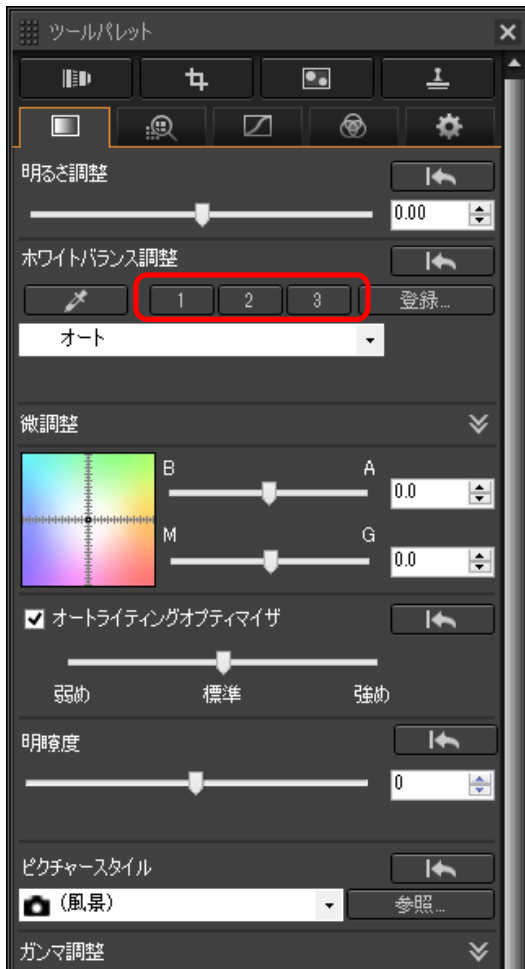 ツールパレット
明るさ調整
0.00
ホワイトバランス調整
1 2 3 登録...
オート
微調整
B A
0.0
M G
0.0
オートライティングオプティマイザ
弱め 標準 強め
明瞭度
0
ピクチャースタイル
(風景) 参照...
ガンマ調整